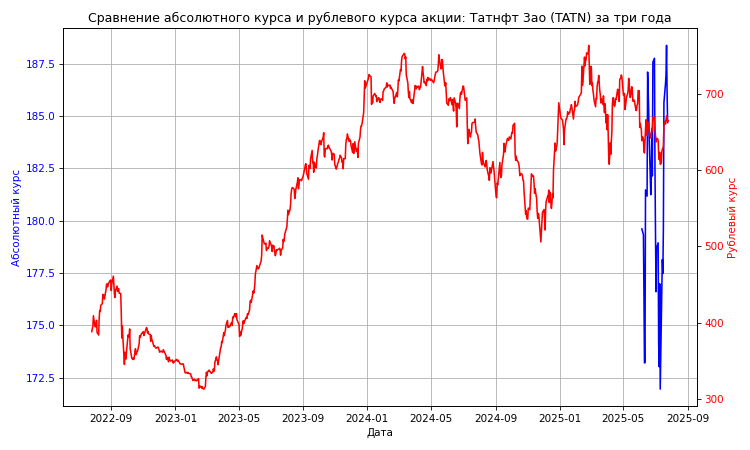 Сравнение абсолютного курса и рублевого курса акции: Татнфт 3ао (TATN) за три года
187.5
185.0
182.5
180.0
177.5
175.0
172.5
Абсолютный курс
700
600
500
400
300
Рублевый курс
2022-09 2023-01 2023-05 2023-09 2024-01 2024-05 2024-09 2025-01 2025-05 2025-09
Дата